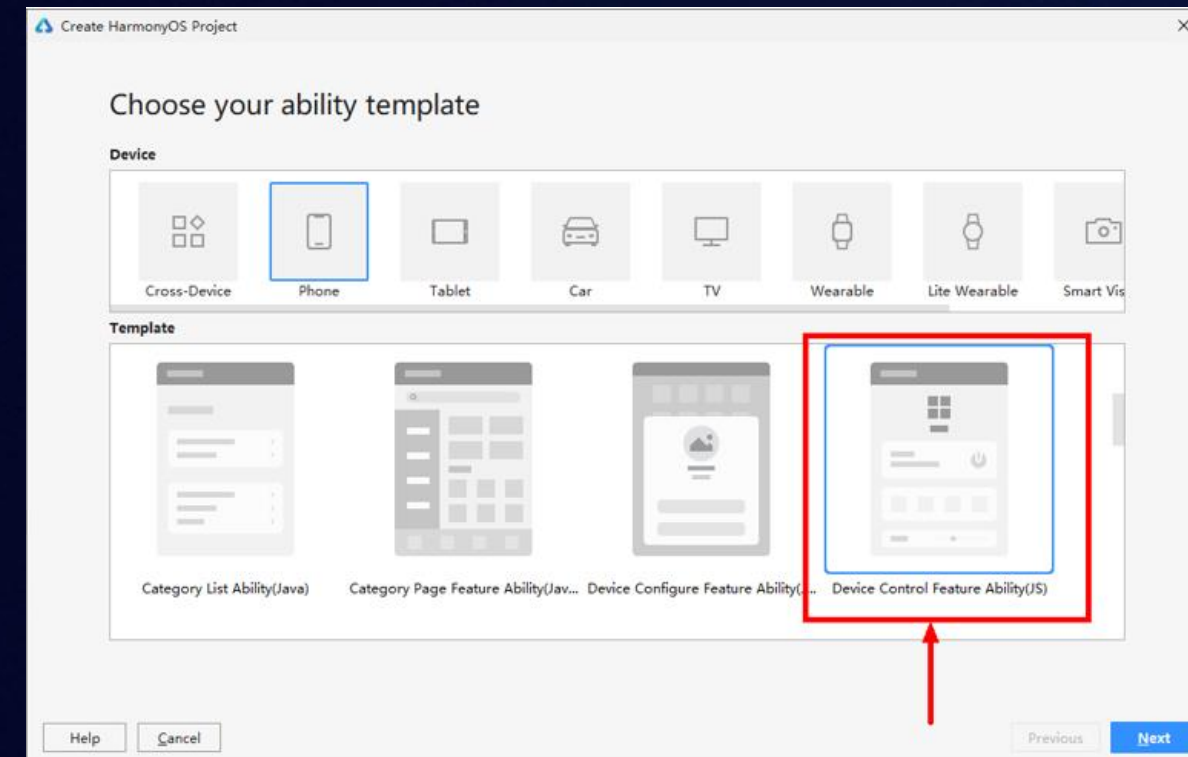 Create HarmonyOS Project
Choose your ability template
Device
Cross-Device Phone Tablet Car TV Wearable Lite Wearable Smart Vis
Template
Category List Ability(Java) Category Page Feature Ability(Jav... Device Configure Feature Ability(... Device Control Feature Ability(JS)
Help Cancel Previous Next